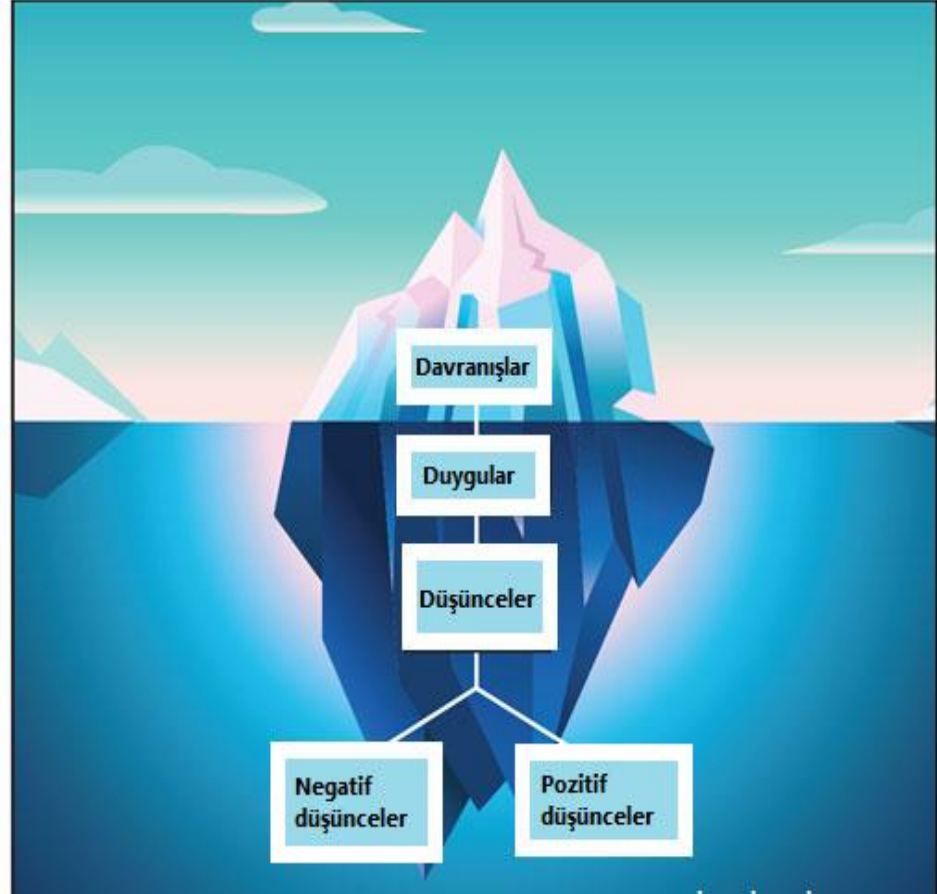 Davranışlar
Duygular
Düşünceler
Negatif
düşünceler
Pozitif
düşünceler